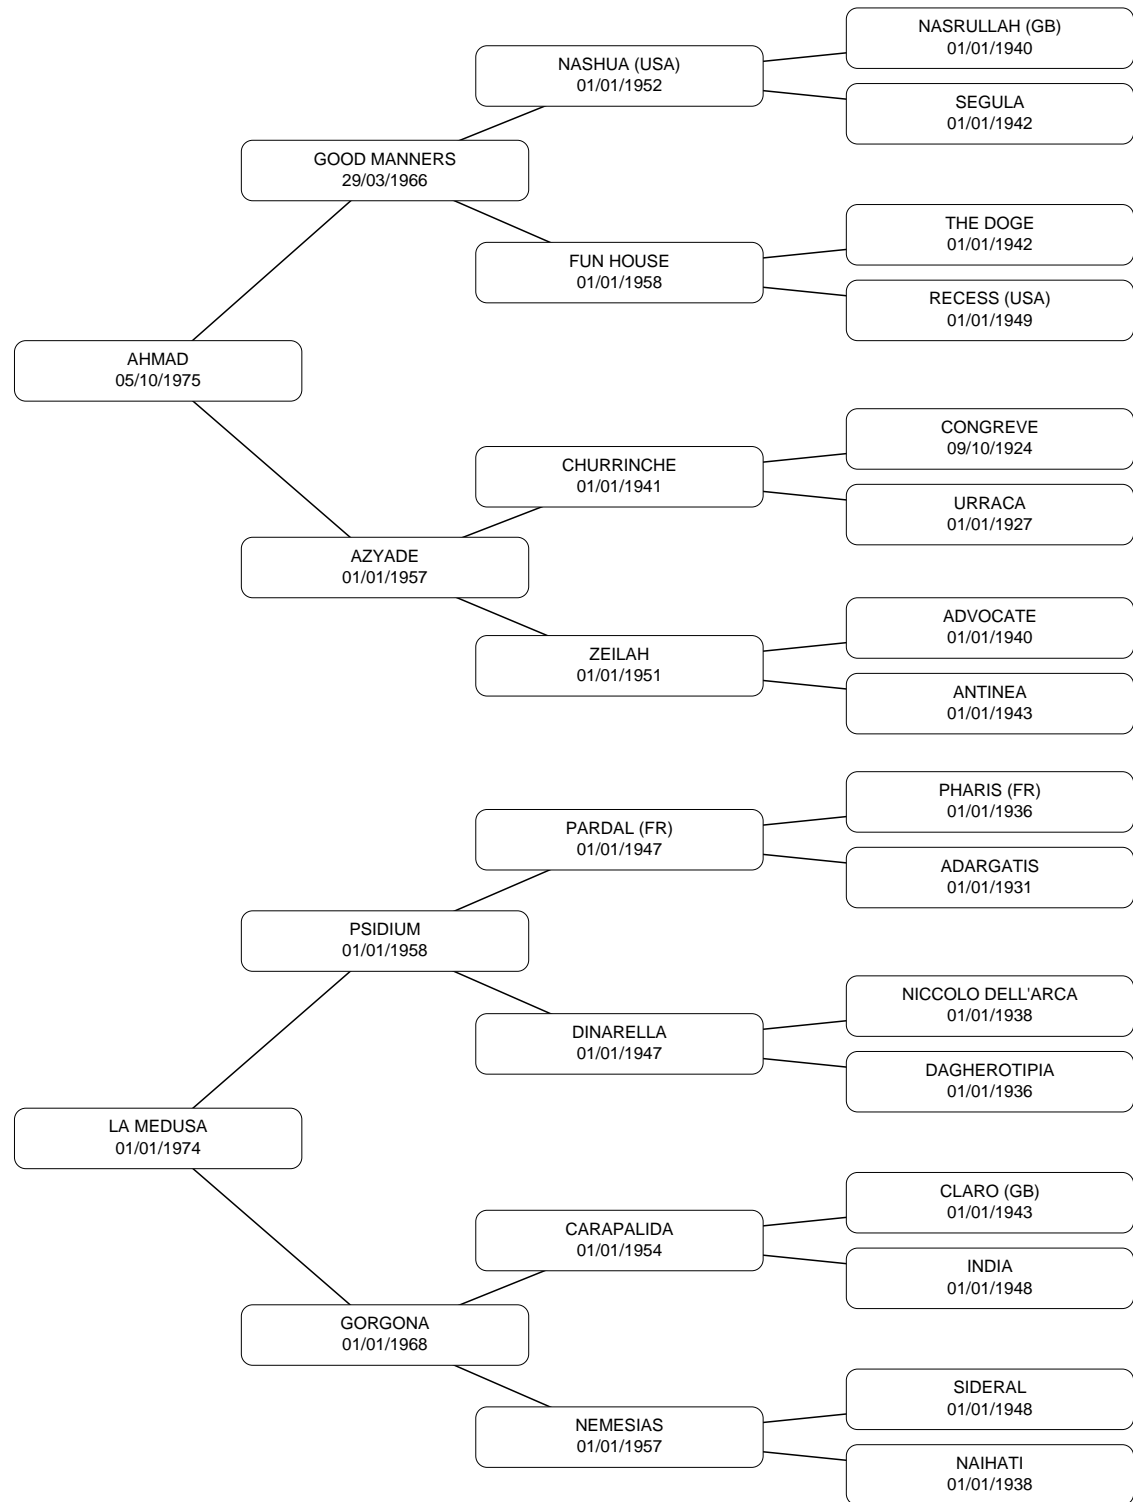 NASRULLAH (GB)
01/01/1940
NASHUA (USA)
01/01/1952
SEGULA
01/01/1942
GOOD MANNERS
29/03/1966
THE DOGE
01/01/1942
FUN HOUSE
01/01/1958
RECESS (USA)
01/01/1949
AHMAD
05/10/1975
CONGREVE
09/10/1924
CHURRINCHE
01/01/1941
URRACA
01/01/1927
AZYADE
01/01/1957
ADVOCATE
01/01/1940
ZEILAH
01/01/1951
ANTINEA
01/01/1943
PHARIS (FR)
01/01/1936
PARDAL (FR)
01/01/1947
ADARGATIS
01/01/1931
PSIDIUM
01/01/1958
NICCOLO DELL'ARCA
01/01/1938
DINARELLA
01/01/1947
DAGHEROTIPIA
01/01/1936
LA MEDUSA
01/01/1974
CLARO (GB)
01/01/1943
CARAPALIDA
01/01/1954
INDIA
01/01/1948
GORGONA
01/01/1968
SIDERAL
01/01/1948
NEMESIAS
01/01/1957
NAIHATI
01/01/1938